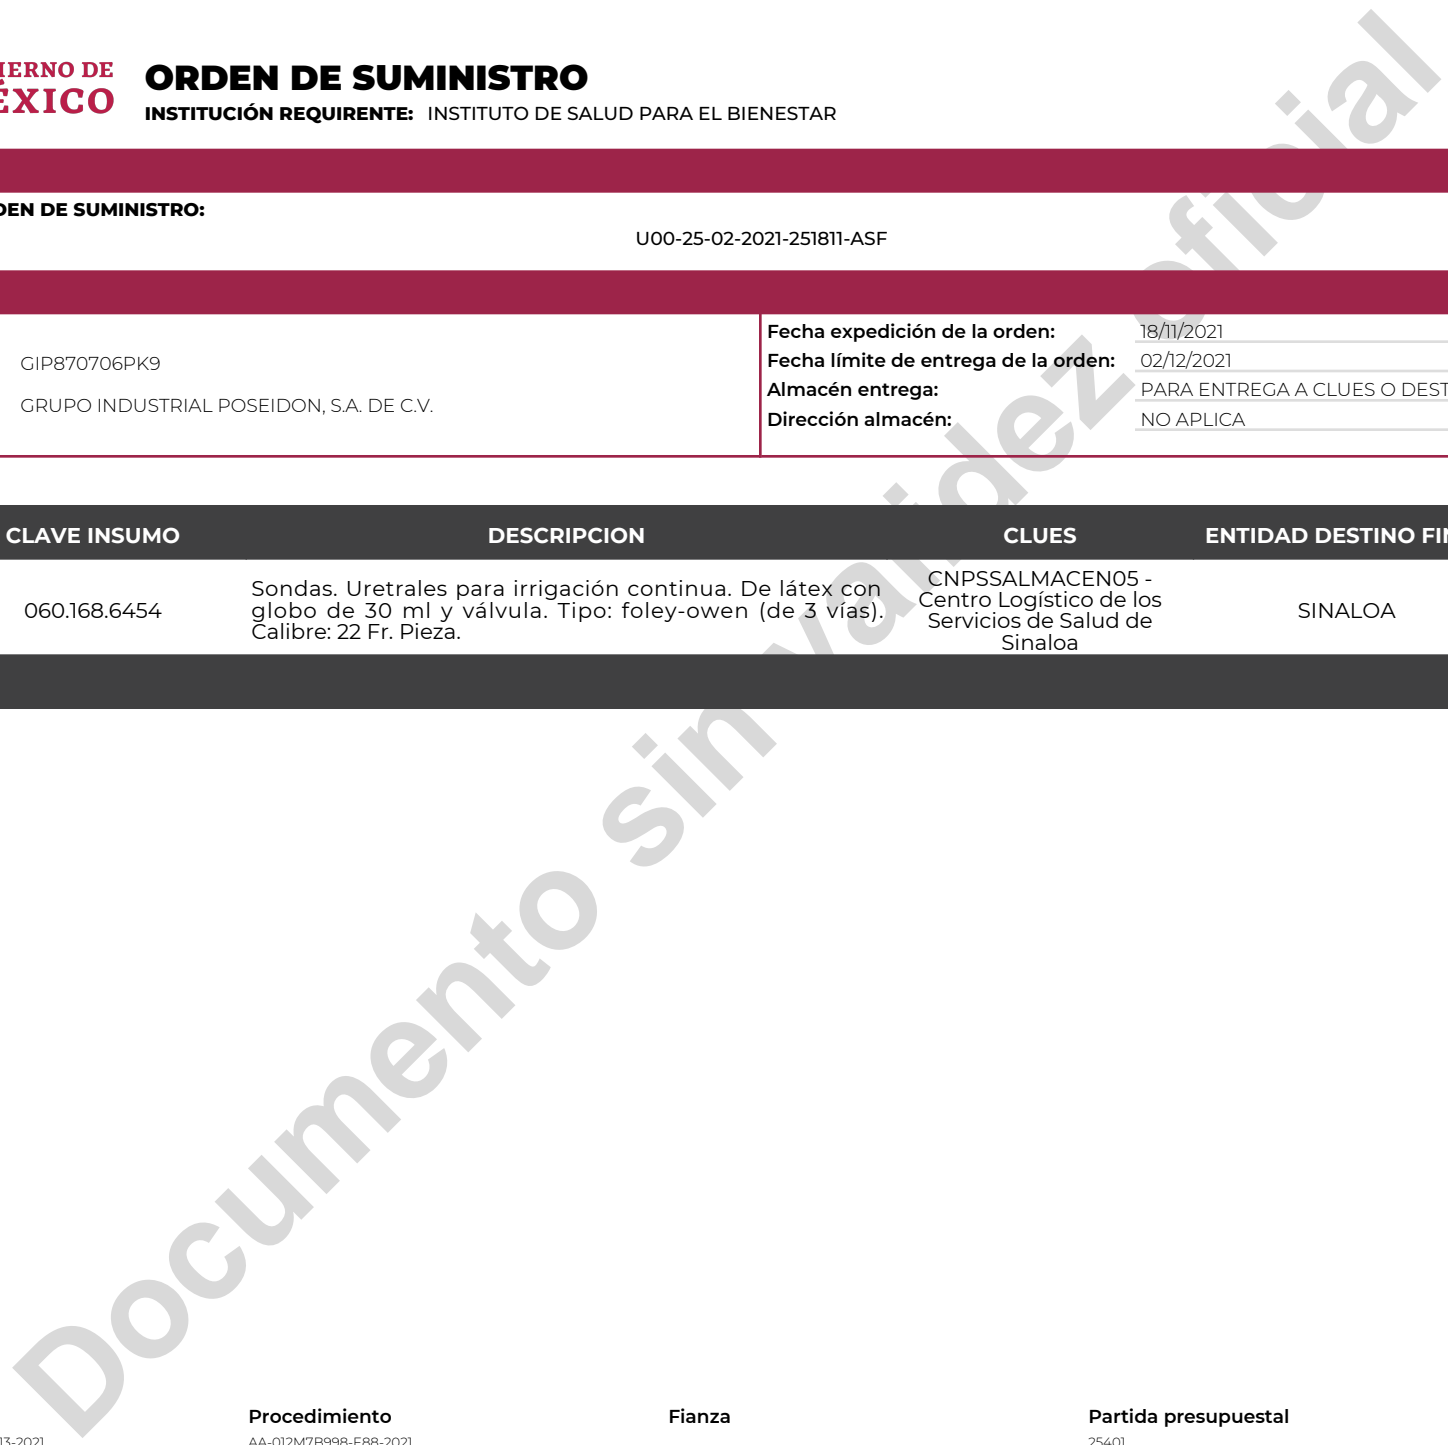 ORDEN DE SUMINISTRO
INSTITUCIÓN REQUIRENTE: INSTITUTO DE SALUD PARA EL BIENESTAR
DE SUMINISTRO:
U00-25-02-2021-251811-ASF
GIP870706PK9
GRUPO INDUSTRIAL POSEIDON, S.A. DE C.V.
Fecha expedición de la orden: 18/11/2021
Fecha límite de entrega de la orden: 02/12/2021
Almacén entrega: PARA ENTREGA A CLUES O DEST
Dirección almacén: NO APLICA
CLAVE INSUMO DESCRIPCION CLUES ENTIDAD DESTINO FIN
060.168.6454
Sondas. Uretrales para irrigación continua. De látex con
globo de 30 ml y válvula. Tipo: foley-owen (de 3 vías).
Calibre: 22 Fr. Pieza.
CNPSSALMACEN05 -
Centro Logístico de los
Servicios de Salud de
Sinaloa
SINALOA
Documento sin validez oficial
Procedimiento Fianza Partida presupuestal